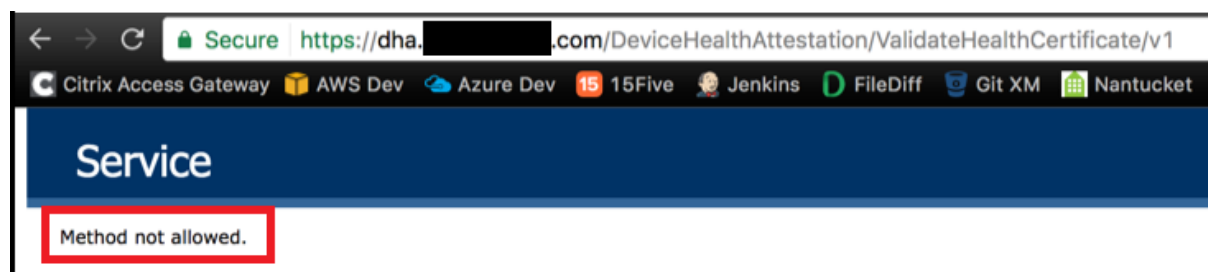 Secure https://dha. .com/DeviceHealthAttestation/ValidateHealthCertificate/v1
Citrix Access Gateway AWS Dev Azure Dev 15 15Five Jenkins D FileDiff Git XM Nantucket
Service
Method not allowed.